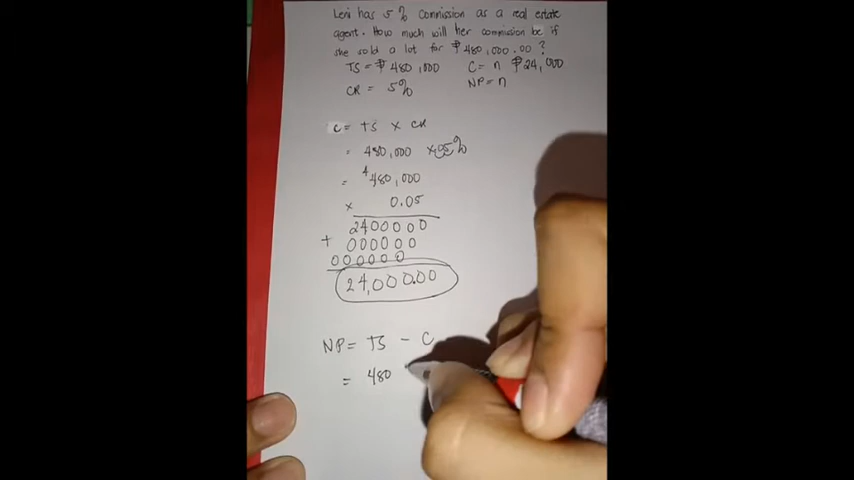 Leni has 5% commission as a real estate
agent. How much will her commission be if
she sold a lot for ₱480,000.00?
TS = ₱480,000 C = n ₱24,000
CR = 5% NP = n
C = TS x CR
= 480,000 x 05%
= 4 480,000
x 0.05
2400000
+ 000000
000000
24,000.00
NP = TS - C
= 480